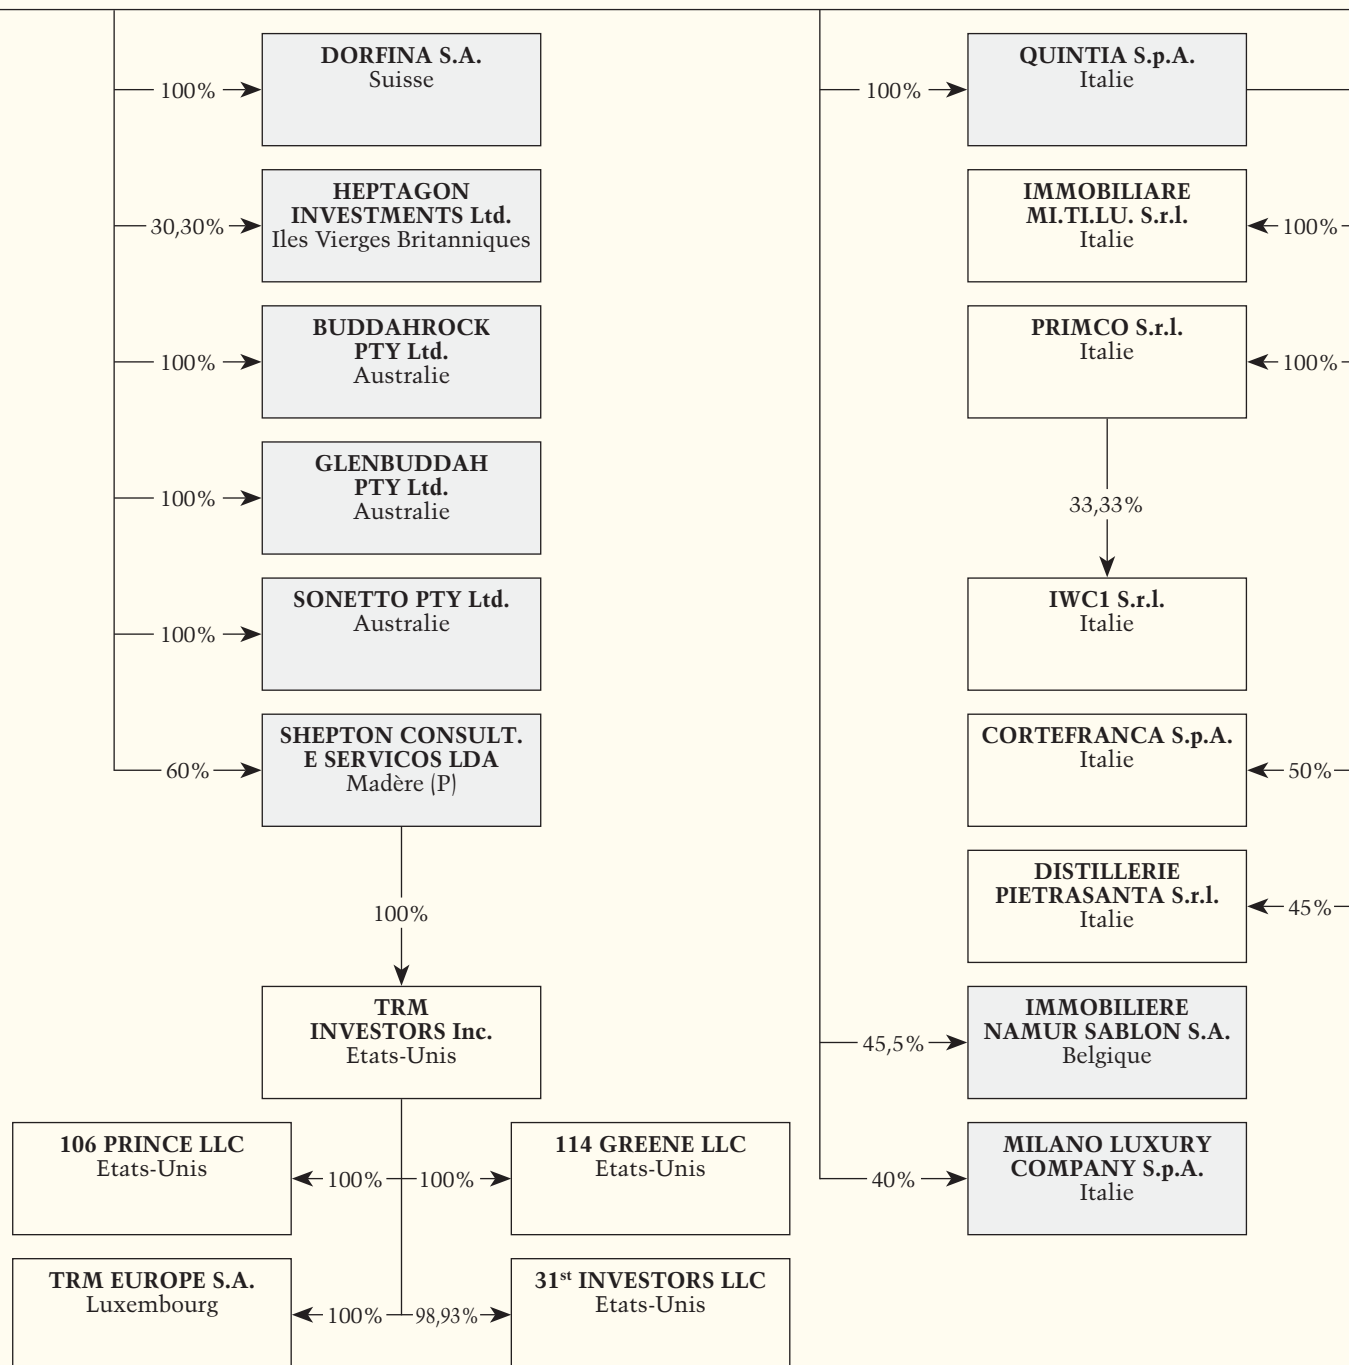 DORFINA S.A.
Suisse
100%
HEPTAGON
INVESTMENTS Ltd.
Iles Vierges Britanniques
30,30%
BUDDAHROCK
PTY Ltd.
Australie
100%
GLENBUDDAH
PTY Ltd.
Australie
100%
SONETTO PTY Ltd.
Australie
100%
SHEPTON CONSULT.
E SERVICOS LDA
Madère (P)
60%
100%
TRM
INVESTORS Inc.
Etats-Unis
106 PRINCE LLC
Etats-Unis
100%
100%
114 GREENE LLC
Etats-Unis
TRM EUROPE S.A.
Luxembourg
100%
98,93%
31st INVESTORS LLC
Etats-Unis
QUINTIA S.p.A.
Italie
100%
IMMOBILIARE
MI.TI.LU. S.r.l.
Italie
100%
PRIMCO S.r.l.
Italie
100%
33,33%
IWC1 S.r.l.
Italie
CORTEFRANCA S.p.A.
Italie
50%
DISTILLERIE
PIETRASANTA S.r.l.
Italie
45%
IMMOBILIERE
NAMUR SABLON S.A.
Belgique
45,5%
MILANO LUXURY
COMPANY S.p.A.
Italie
40%